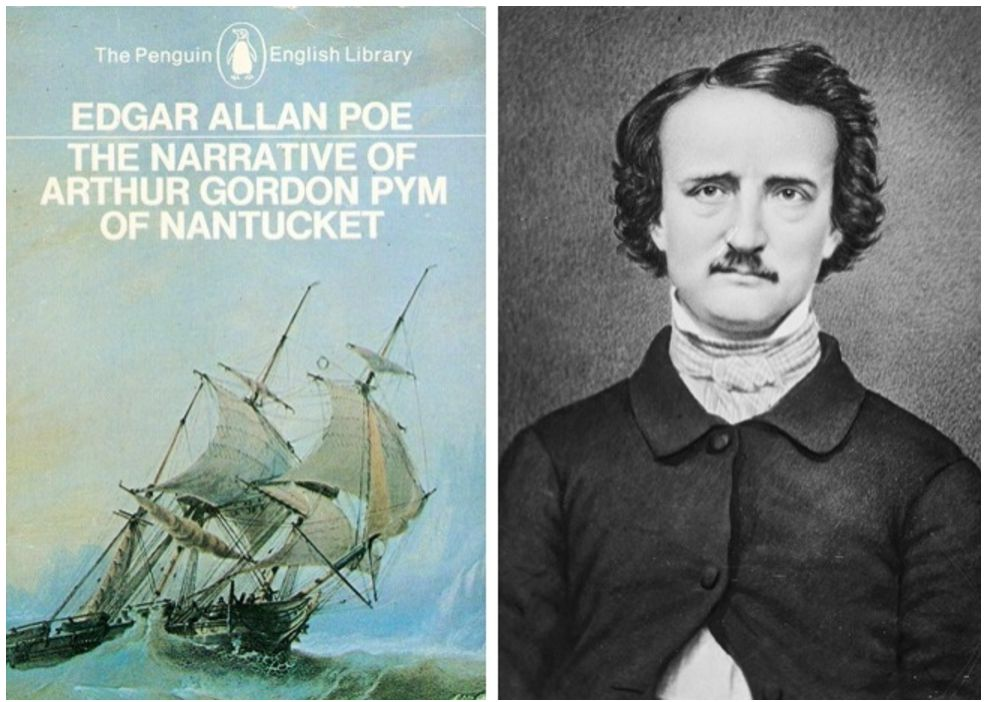 The Penguin English Library
EDGAR ALLAN POE
THE NARRATIVE OF
ARTHUR GORDON PYM
OF NANTUCKET